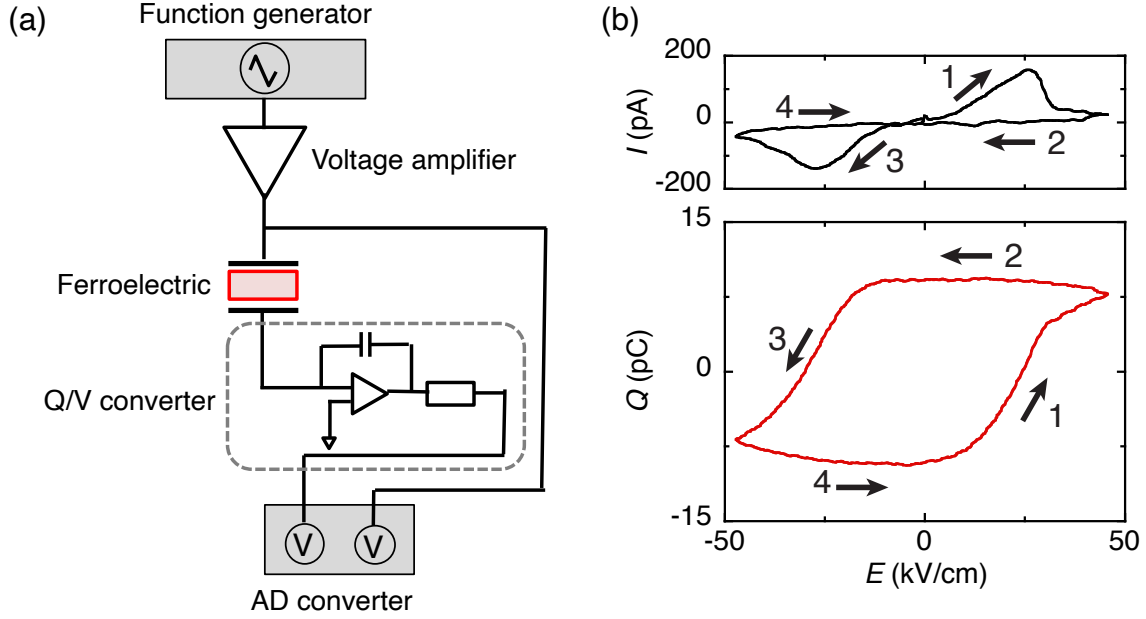 (a)
Function generator
Voltage amplifier
Ferroelectric
Q/V converter
V
V
AD converter
(b)
200
0
-200
I (pA)
1
4
2
3
15
0
-15
Q (pC)
2
3
1
4
-50
0
50
E (kV/cm)